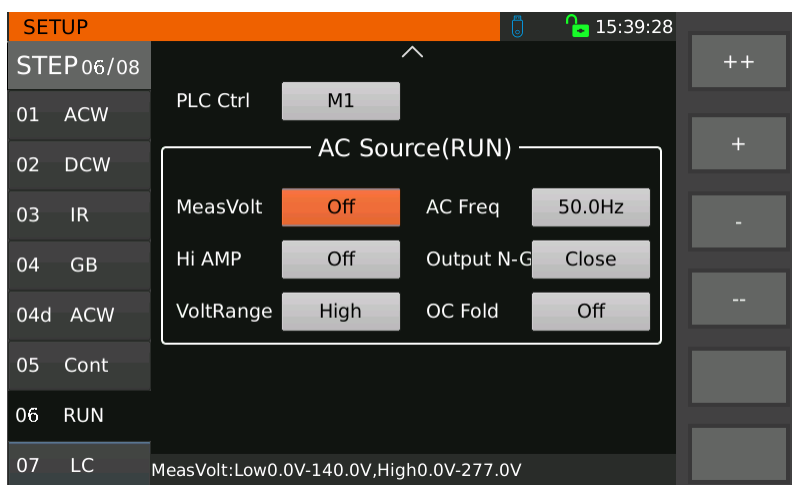 SETUP 15:39:28
STEP 06/08
01 ACW
02 DCW
03 IR
04 GB
04d ACW
05 Cont
06 RUN
07 LC
PLC Ctrl M1
AC Source(RUN)
MeasVolt Off AC Freq 50.0Hz
Hi AMP Off Output N-G Close
VoltRange High OC Fold Off
MeasVolt:Low0.0V-140.0V,High0.0V-277.0V
++
+
-
--